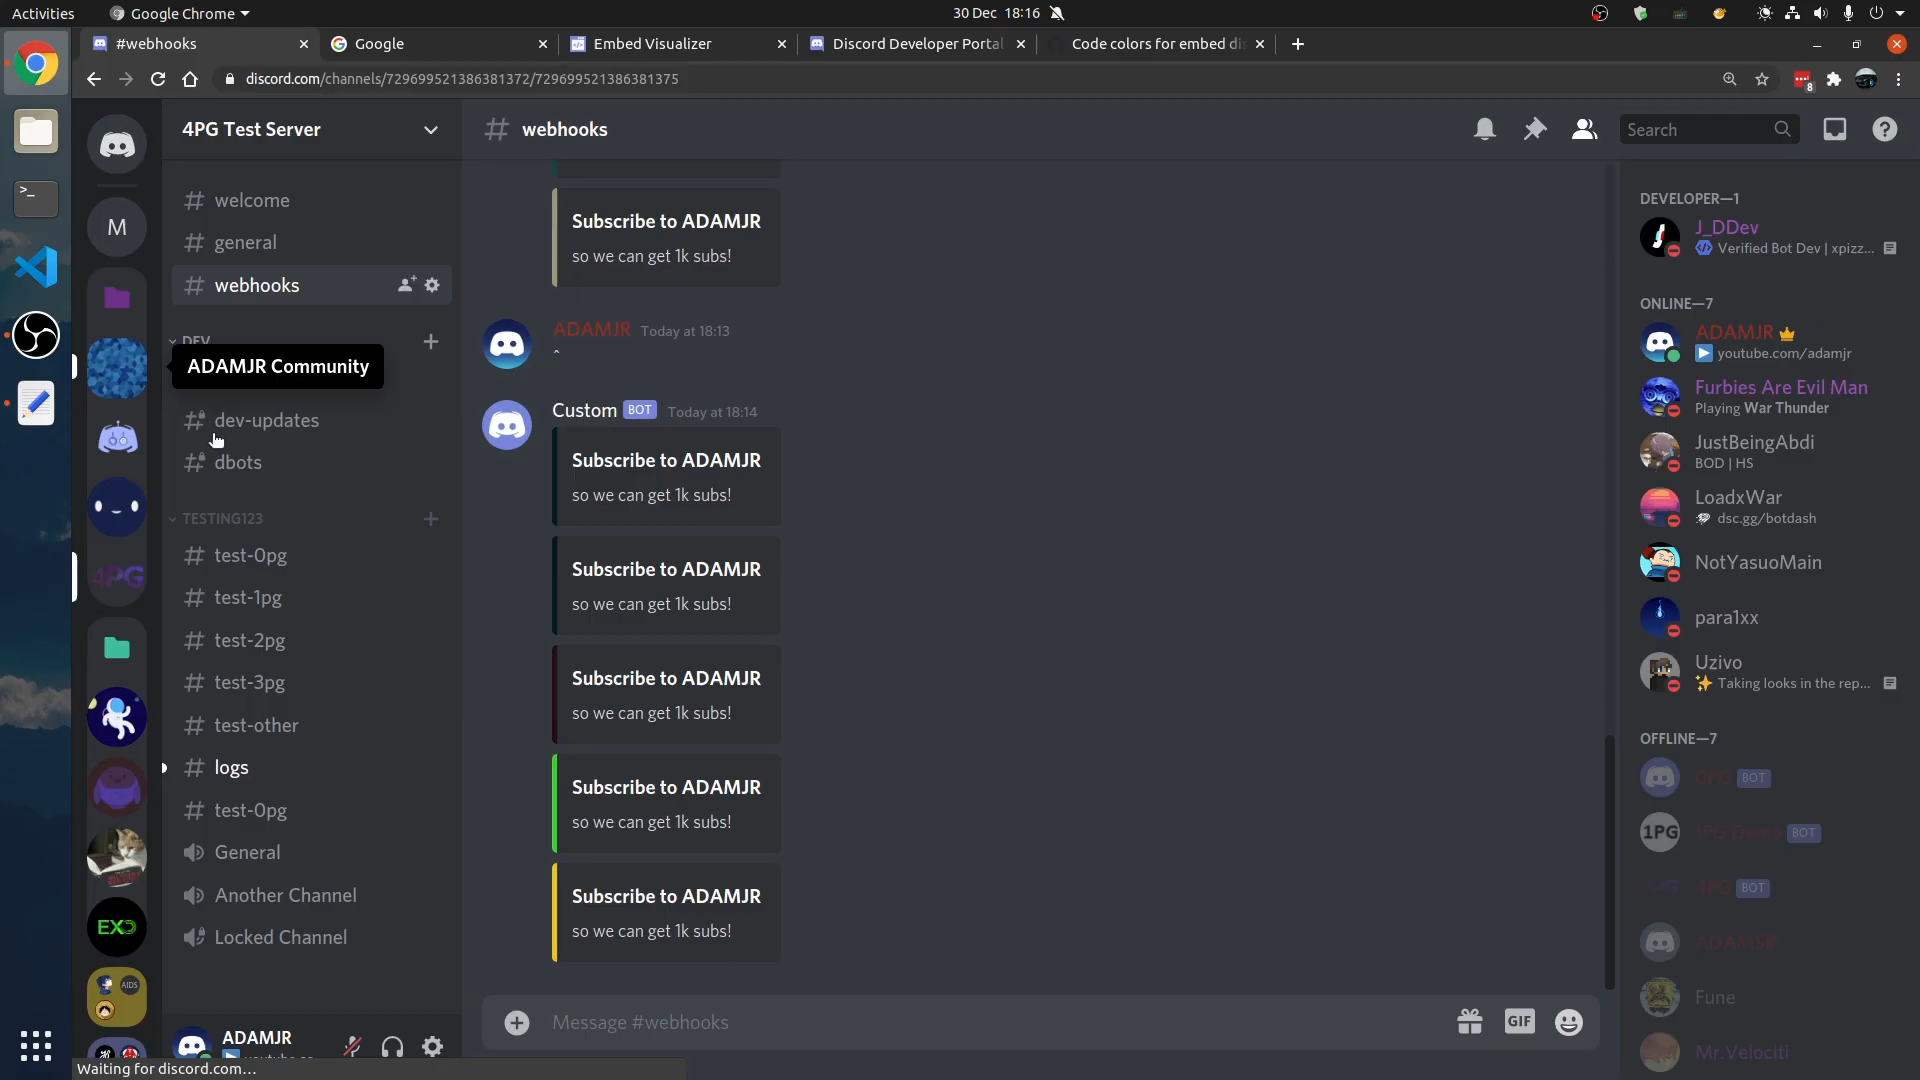 Activities
Google Chrome
30 Dec 18:16
#webhooks
Google
Embed Visualizer
Discord Developer Portal
Code colors for embed dis
discord.com/channels/729699521386381372/729699521386381375
8
4PG Test Server
webhooks
Search
M
welcome
general
webhooks
DEV
ADAMJR Community
dev-updates
dbots
TESTING123
test-0pg
test-1pg
test-2pg
test-3pg
test-other
logs
test-0pg
General
Another Channel
Locked Channel
4PG
EXO
AIDS
ADAMJR
Waiting for discord.com...
Subscribe to ADAMJR
so we can get 1k subs!
ADAMJR Today at 18:13
^
Custom BOT Today at 18:14
Subscribe to ADAMJR
so we can get 1k subs!
Subscribe to ADAMJR
so we can get 1k subs!
Subscribe to ADAMJR
so we can get 1k subs!
Subscribe to ADAMJR
so we can get 1k subs!
Subscribe to ADAMJR
so we can get 1k subs!
Message #webhooks
GIF
DEVELOPER—1
J_DDev
Verified Bot Dev | xpizz...
ONLINE—7
ADAMJR
youtube.com/adamjr
Furbies Are Evil Man
Playing War Thunder
JustBeingAbdi
BOD | HS
LoadxWar
dsc.gg/botdash
NotYasuoMain
para1xx
Uzivo
Taking looks in the rep...
OFFLINE—7
0PG BOT
1PG
1PG Demo BOT
4PG BOT
Fune
Mr.Velociti